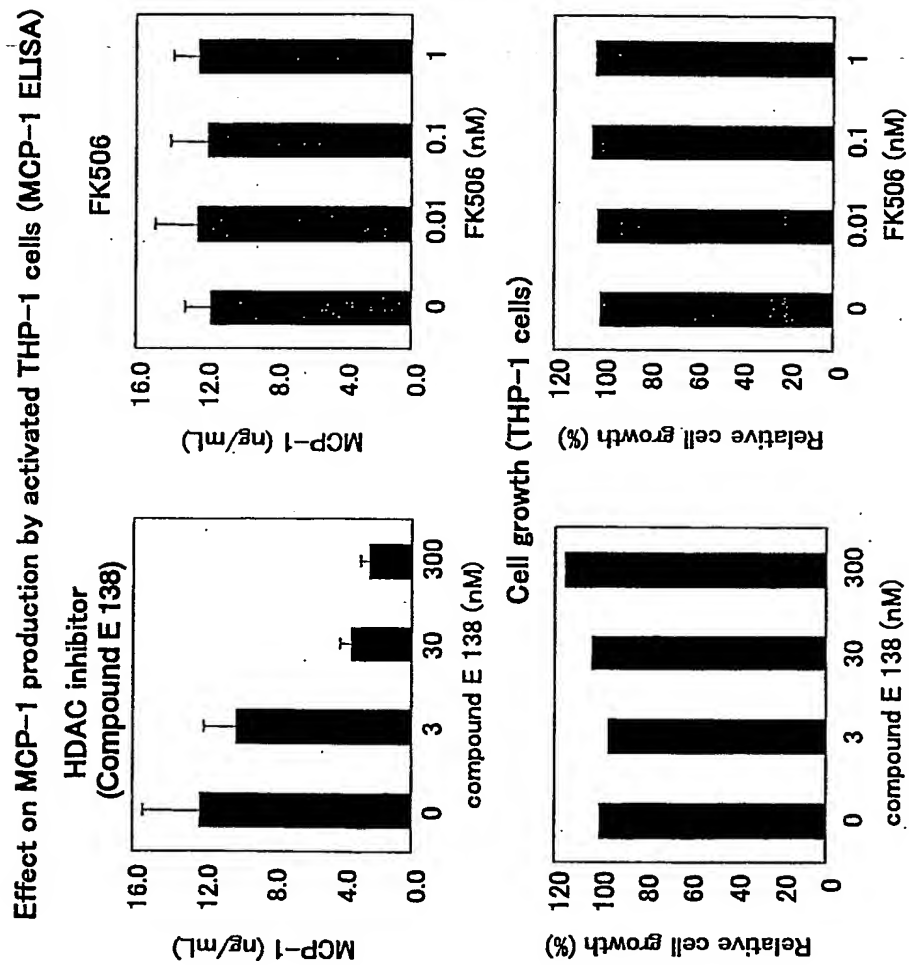 Effect on MCP-1 production by activated THP-1 cells (MCP-1 ELISA)
HDAC inhibitor
(Compound E 138)
MCP-1 (ng/mL)
16.0
12.0
8.0
4.0
0.0
0 3 30 300
compound E 138 (nM)
FK506
MCP-1 (ng/mL)
16.0
12.0
8.0
4.0
0.0
0 0.01 0.1 1
FK506 (nM)
Cell growth (THP-1 cells)
Relative cell growth (%)
120
100
80
60
40
20
0
0 3 30 300
compound E 138 (nM)
Relative cell growth (%)
120
100
80
60
40
20
0
0 0.01 0.1 1
FK506 (nM)